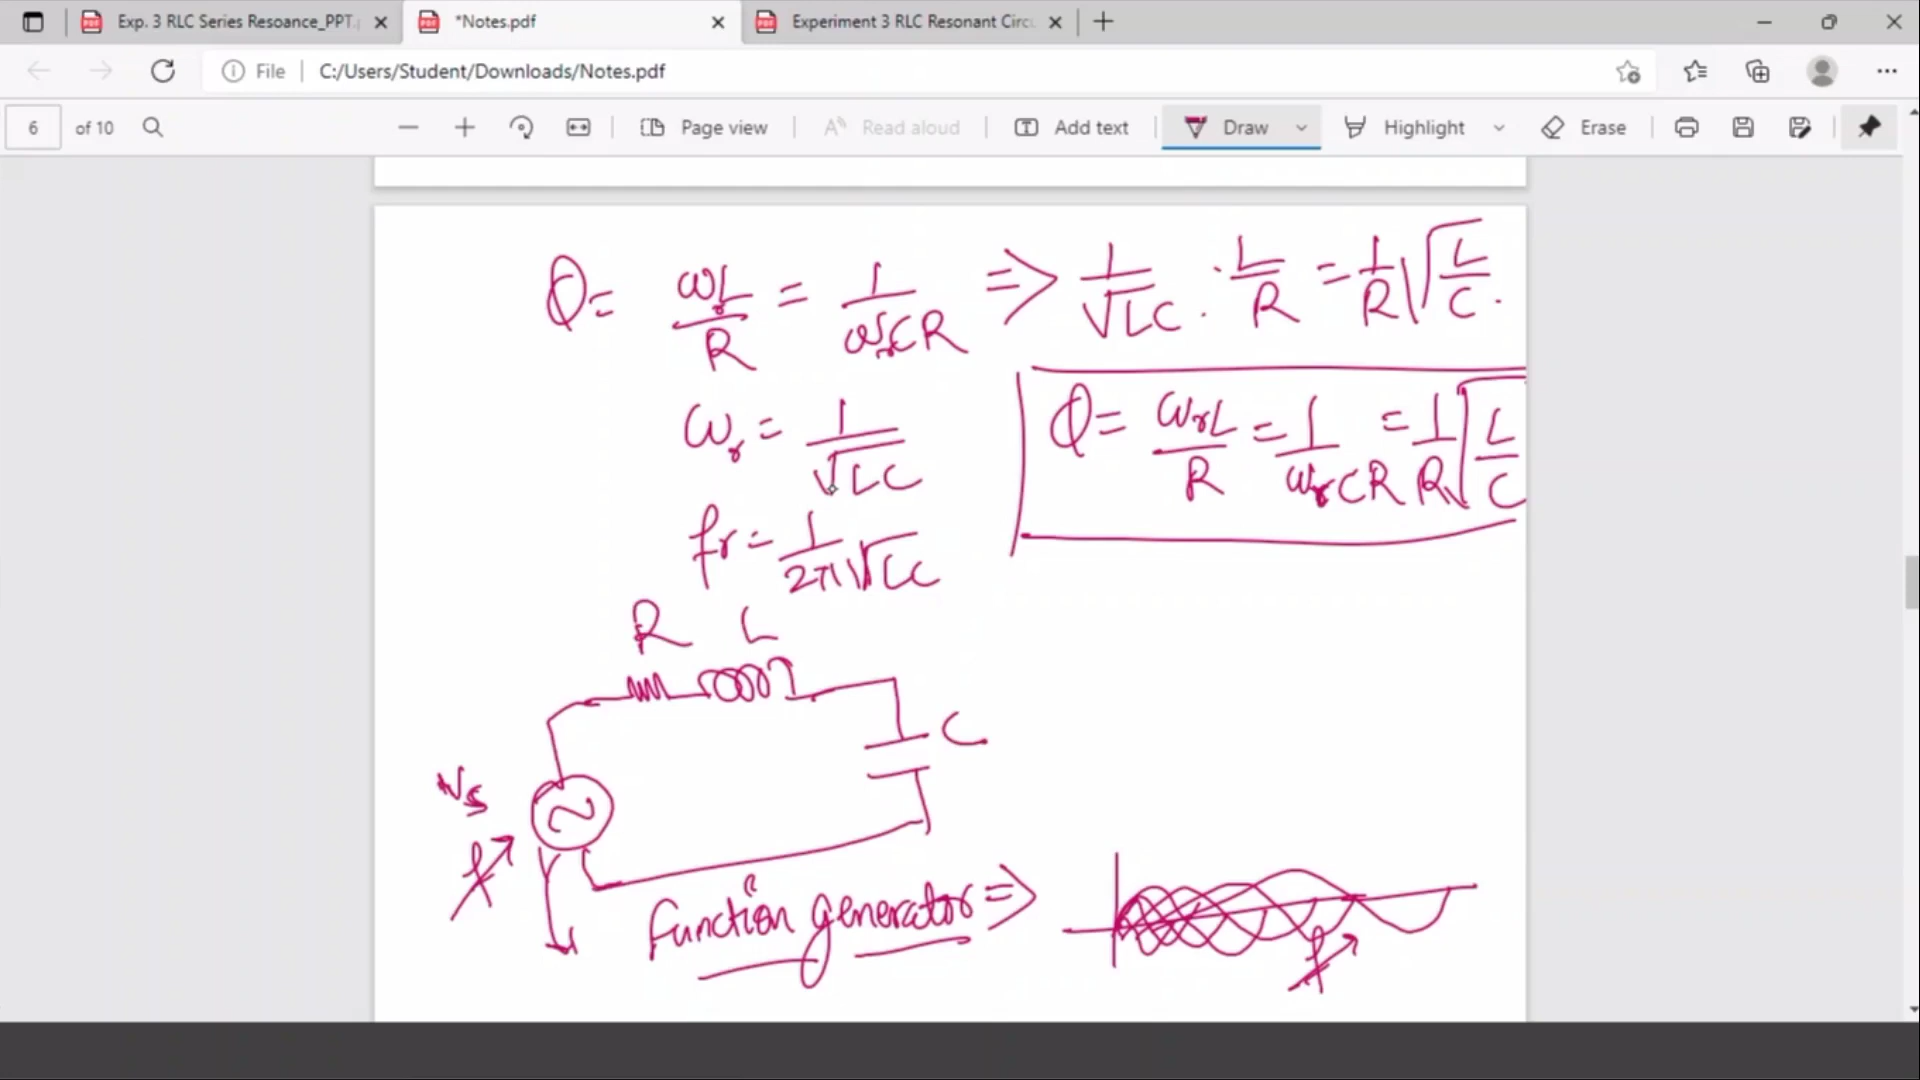 Exp. 3 RLC Series Resoance_PPT.p
*Notes.pdf
Experiment 3 RLC Resonant Circu
File C:/Users/Student/Downloads/Notes.pdf
6 of 10 Page view Read aloud Add text Draw Highlight Erase
Q = ωrL/R = 1/ωrCR ⇒ 1/√LC · L/R = 1/R √L/C
ωr = 1/√LC
Q = ωrL/R = 1/ωrCR = 1/R √L/C
fr = 1/2π√LC
R L
C
Vs
f
Function generator ⇒
f